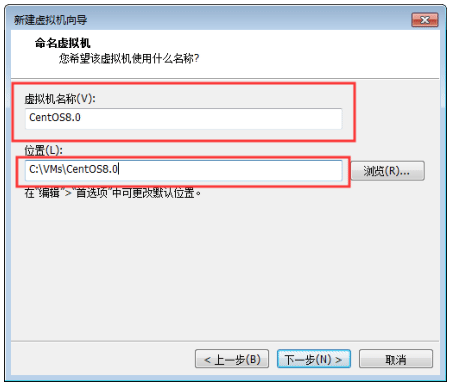 新建虚拟机向导
命名虚拟机
您希望该虚拟机使用什么名称?
虚拟机名称(V):
CentOS8.0
位置(L):
C:\VMs\CentOS8.0
浏览(R)...
在"编辑">"首选项"中可更改默认位置。
< 上一步(B)
下一步(N) >
取消